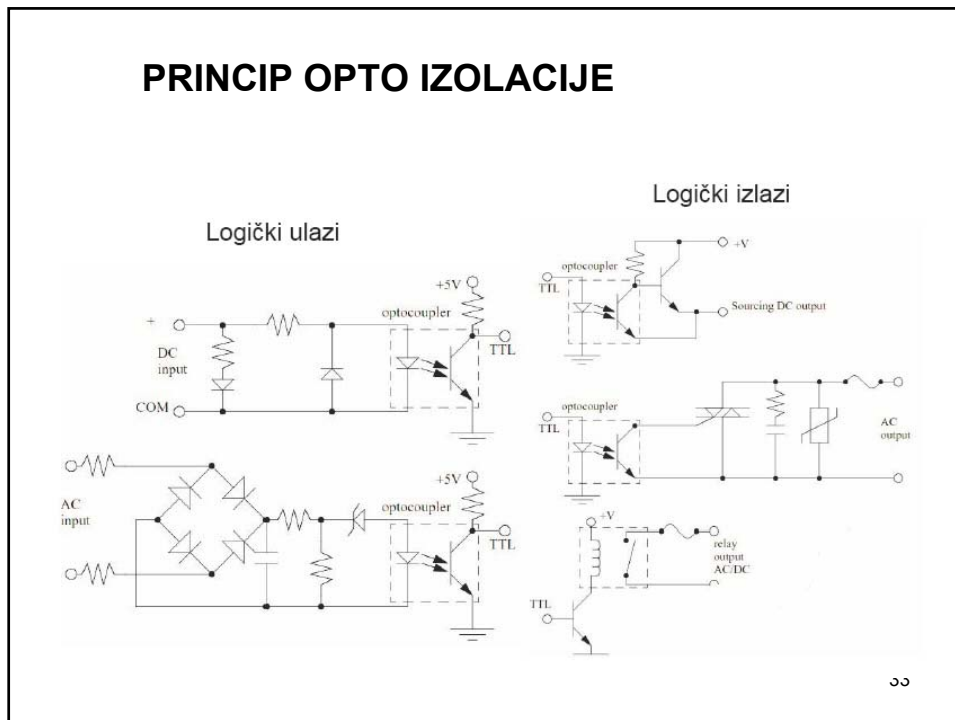 PRINCIP OPTO IZOLACIJE
Logički ulazi
+5V
optocoupler
+
DC
input
TTL
COM
+5V
optocoupler
AC
input
TTL
Logički izlazi
+V
optocoupler
TTL
Sourcing DC output
optocoupler
TTL
AC
output
+V
relay
output
AC/DC
TTL